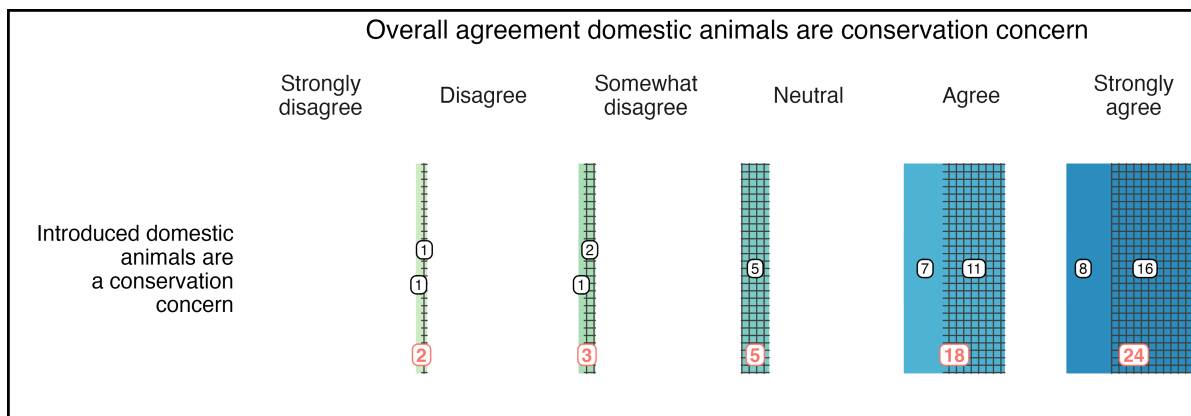 Overall agreement domestic animals are conservation concern
Strongly
disagree
Disagree
Somewhat
disagree
Neutral
Agree
Strongly
agree
Introduced domestic
animals are
a conservation
concern
1
1
2
2
1
3
5
5
7
11
18
8
16
24